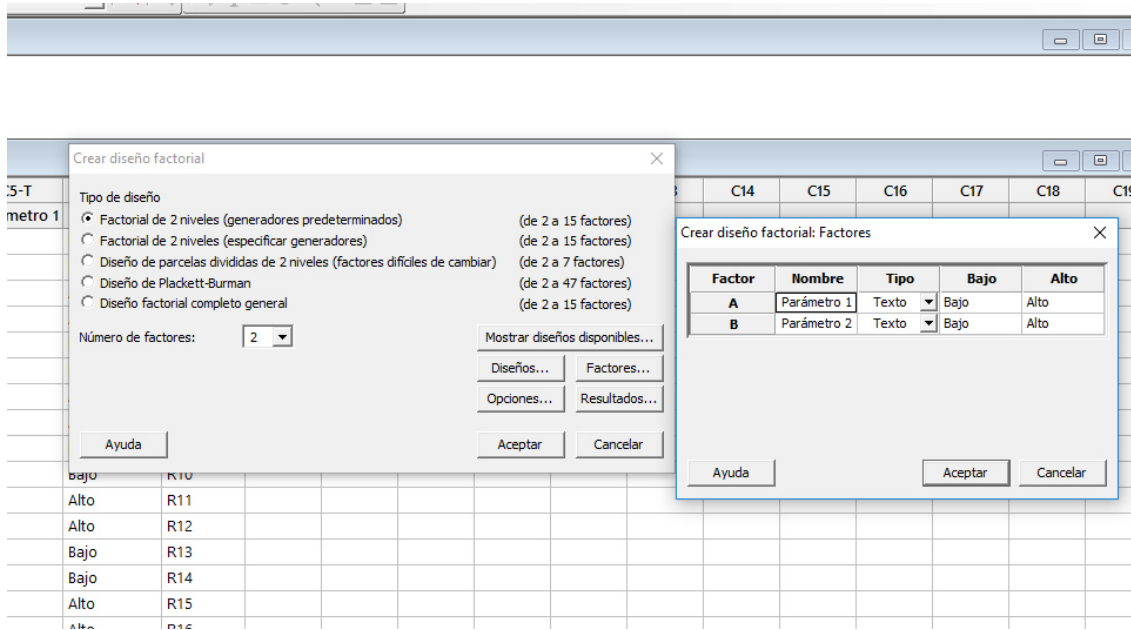 Crear diseño factorial
C5-T
C14 C15 C16 C17 C18
metro 1
Tipo de diseño
Factorial de 2 niveles (generadores predeterminados) (de 2 a 15 factores)
Factorial de 2 niveles (especificar generadores) (de 2 a 15 factores)
Diseño de parcelas divididas de 2 niveles (factores difíciles de cambiar) (de 2 a 7 factores)
Diseño de Plackett-Burman (de 2 a 47 factores)
Diseño factorial completo general (de 2 a 15 factores)
Número de factores: 2
Mostrar diseños disponibles...
Diseños... Factores...
Opciones... Resultados...
Ayuda Aceptar Cancelar
Crear diseño factorial: Factores
Factor Nombre Tipo Bajo Alto
A Parámetro 1 Texto Bajo Alto
B Parámetro 2 Texto Bajo Alto
Ayuda Aceptar Cancelar
Bajo R10
Alto R11
Alto R12
Bajo R13
Bajo R14
Alto R15
Alto R16